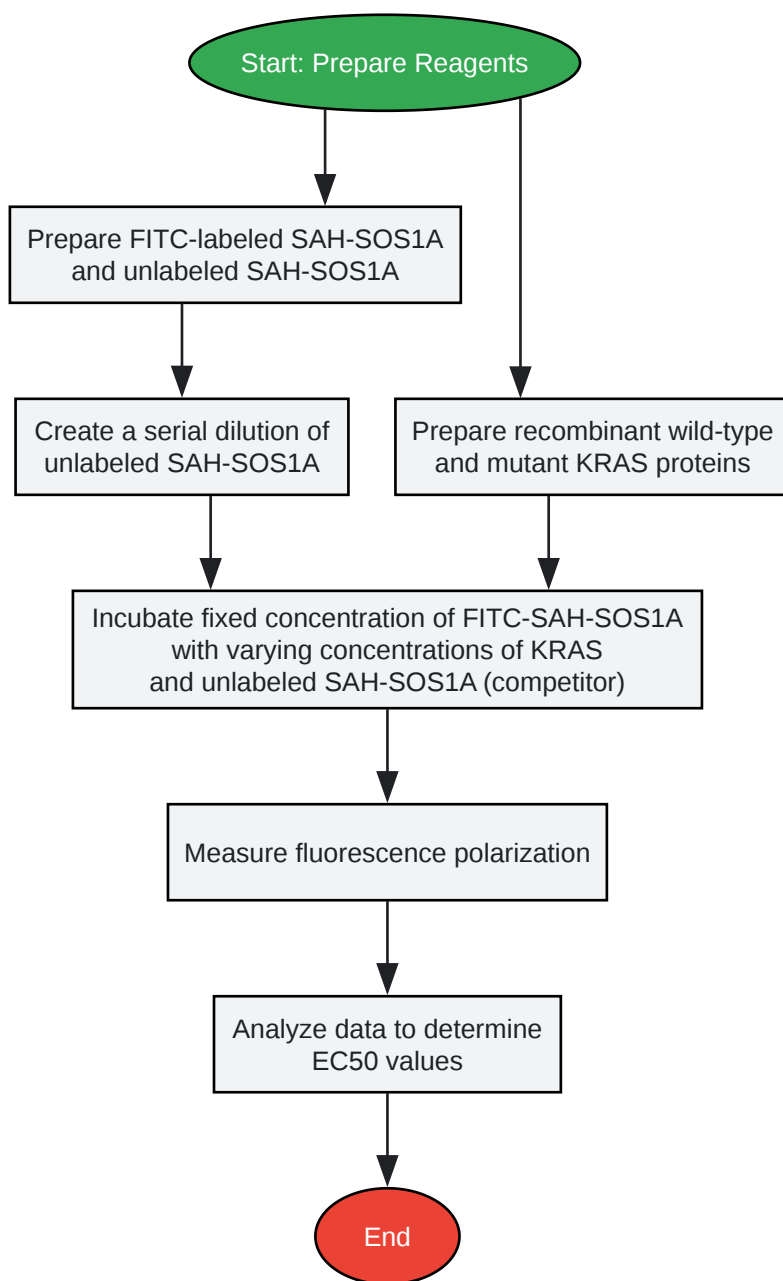 Start: Prepare Reagents
Prepare FITC-labeled SAH-SOS1A
and unlabeled SAH-SOS1A
Create a serial dilution of
unlabeled SAH-SOS1A
Prepare recombinant wild-type
and mutant KRAS proteins
Incubate fixed concentration of FITC-SAH-SOS1A
with varying concentrations of KRAS
and unlabeled SAH-SOS1A (competitor)
Measure fluorescence polarization
Analyze data to determine
EC50 values
End